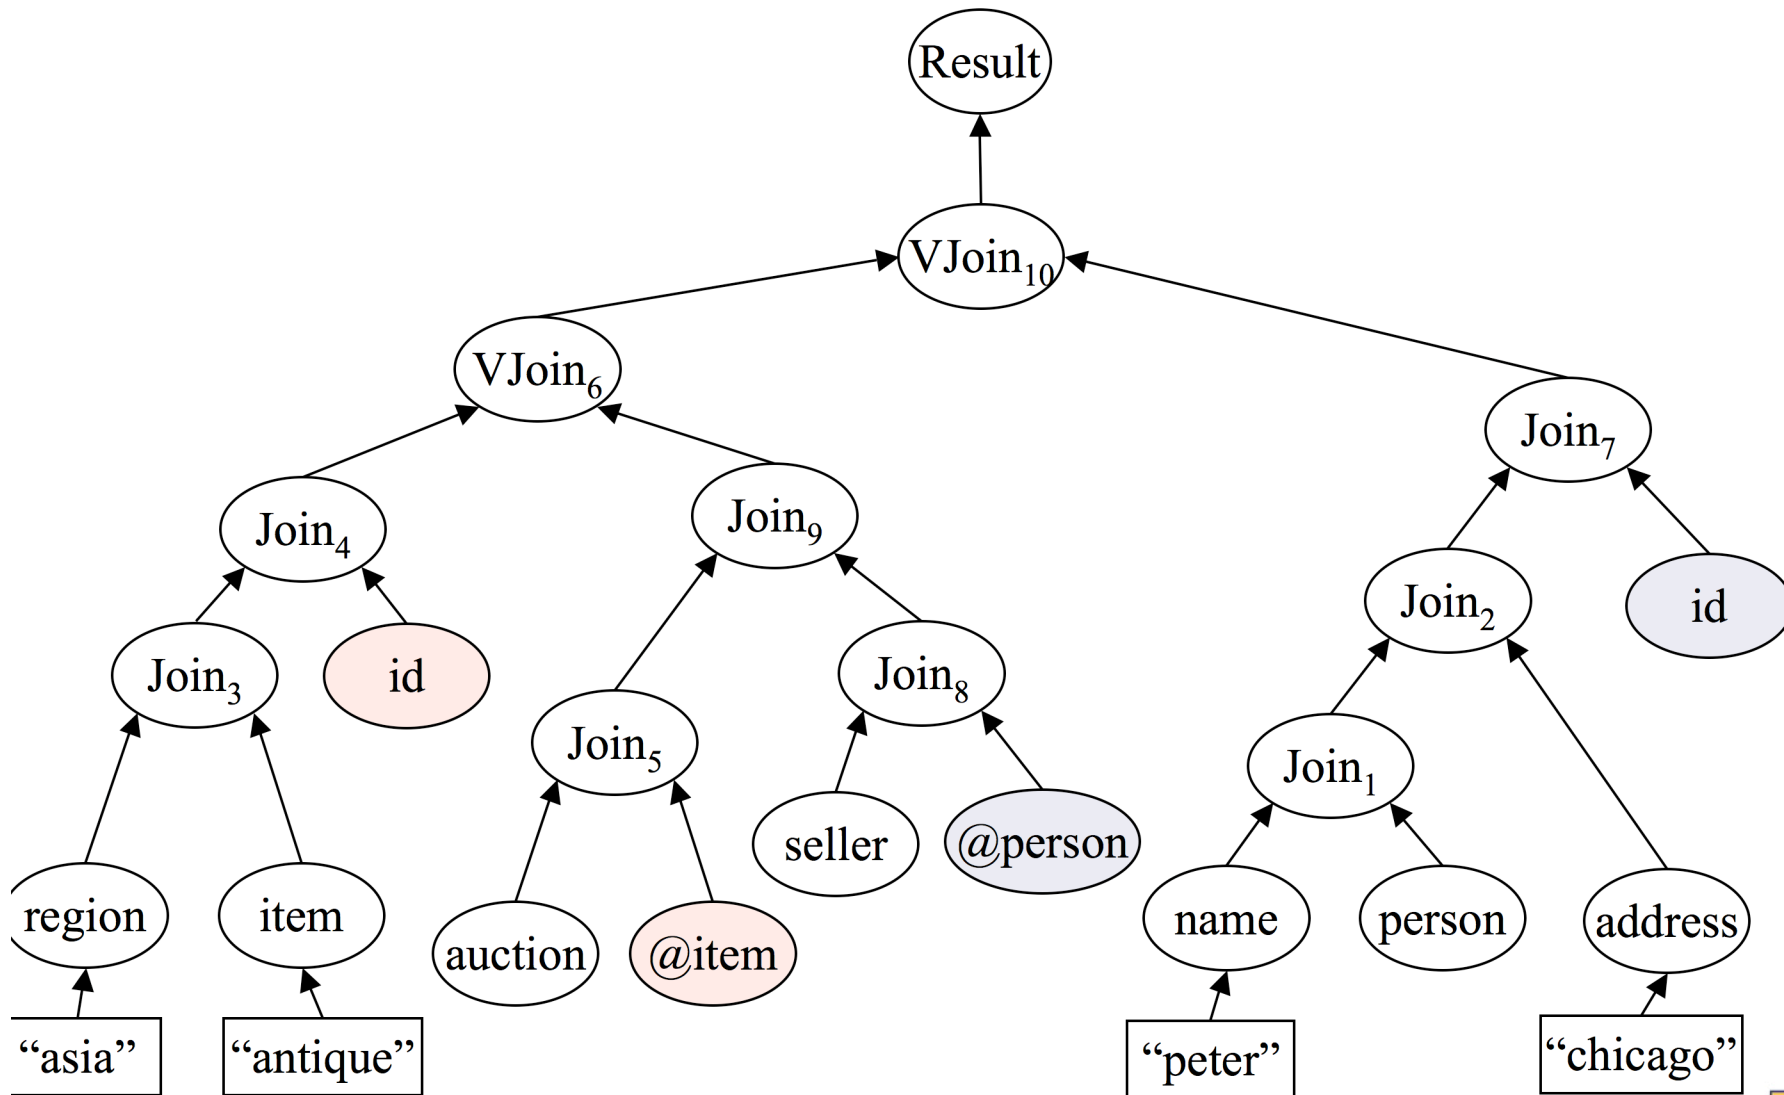 Result
VJoin10
VJoin6
Join7
Join4
Join9
Join2
id
Join3
id
Join8
Join5
Join1
seller
@person
region
item
name
person
address
auction
@item
“asia”
“antique”
“peter”
“chicago”